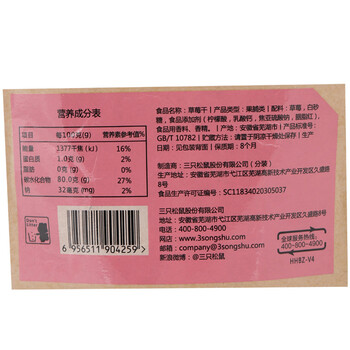 营养成分表
项目 每100克(g) 营养素参考值%
能量 1377千焦(kJ) 16%
蛋白质 1.0克(g) 2%
脂肪 0克(g) 0%
碳水化合物 80.0克(g) 27%
钠 32毫克(mg) 2%
食品名称：草莓干｜产品类型：果脯类｜配料：草莓，白砂
糖，食品添加剂(柠檬酸，乳酸钙，焦亚硫酸钠，胭脂红)，
食品用香料、香精。｜产地：安徽省芜湖市｜产品标准号：
GB/T 10782｜贮藏方法：请置于阴凉干燥处保存｜生产日
期：见包装背面｜保质期：8个月
制造商：三只松鼠股份有限公司（分装）
地址：安徽省芜湖市弋江区芜湖高新技术产业开发区久盛
路8号
食品生产许可证编号：SC11834020305037
三只松鼠股份有限公司
地址：安徽省芜湖市弋江区芜湖高新技术产业开发区久盛路8号
电话：400-800-4900
网址：www.3songshu.com
邮箱：company@3songshu.com
新浪微博：@三只松鼠
6 956511 904259 >
全球服务热线：
400-800-4900
HHBZ-V4